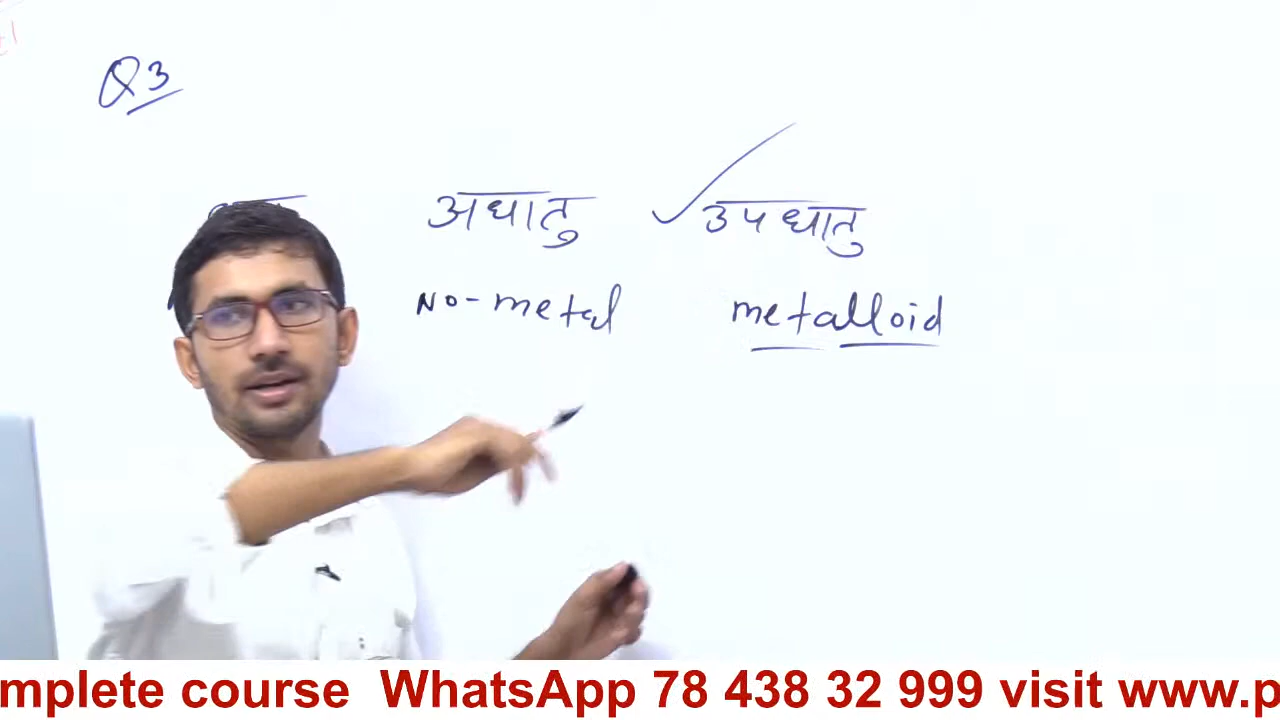 Q3
अधातु ✓उपधातु
No-metal metalloid
mplete course WhatsApp 78 438 32 999 visit www.p